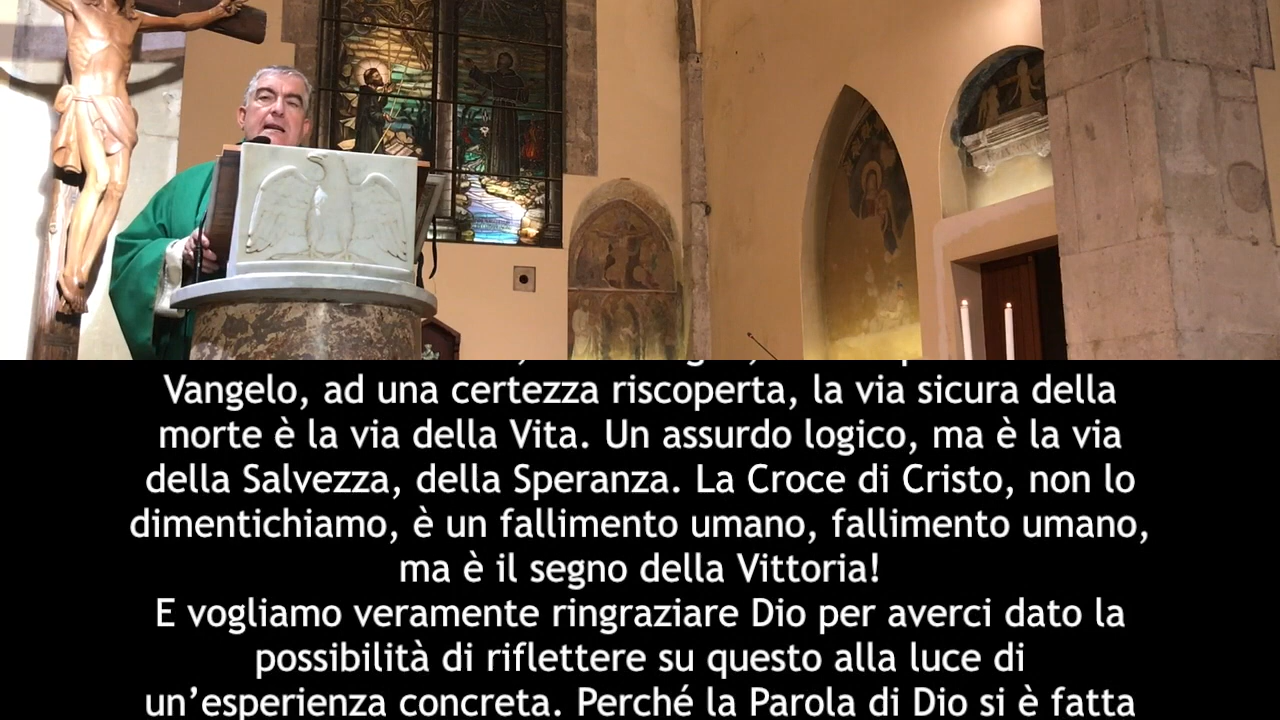 Vangelo, ad una certezza riscoperta, la via sicura della
morte è la via della Vita. Un assurdo logico, ma è la via
della Salvezza, della Speranza. La Croce di Cristo, non lo
dimentichiamo, è un fallimento umano, fallimento umano,
ma è il segno della Vittoria!
E vogliamo veramente ringraziare Dio per averci dato la
possibilità di riflettere su questo alla luce di
un’esperienza concreta. Perché la Parola di Dio si è fatta